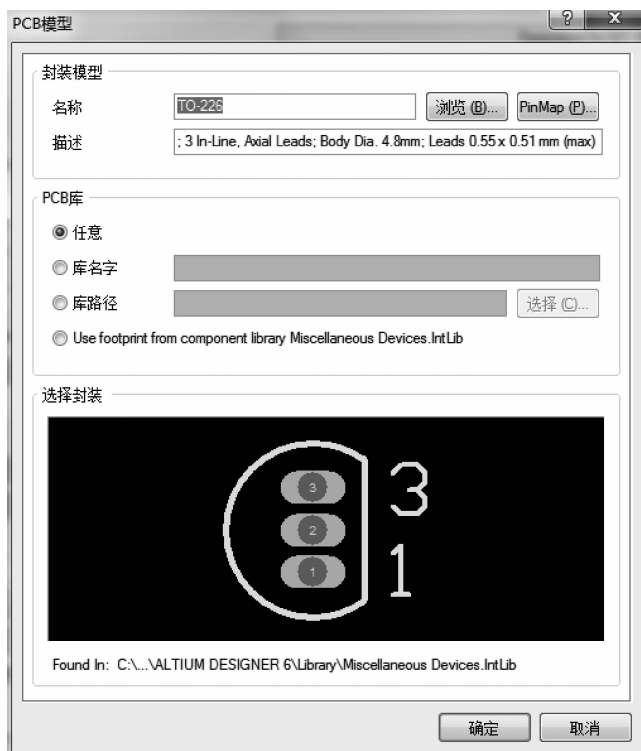 PCB模型
封装模型
名称 TO-226 浏览 (B)... PinMap (P)...
描述 ; 3 In-Line, Axial Leads; Body Dia. 4.8mm; Leads 0.55 x 0.51 mm (max)
PCB库
任意
库名字
库路径 选择 (C)...
Use footprint from component library Miscellaneous Devices.IntLib
选择封装
3 3
2
1 1
Found In: C:\...\ALTIUM DESIGNER 6\Library\Miscellaneous Devices.IntLib
确定 取消